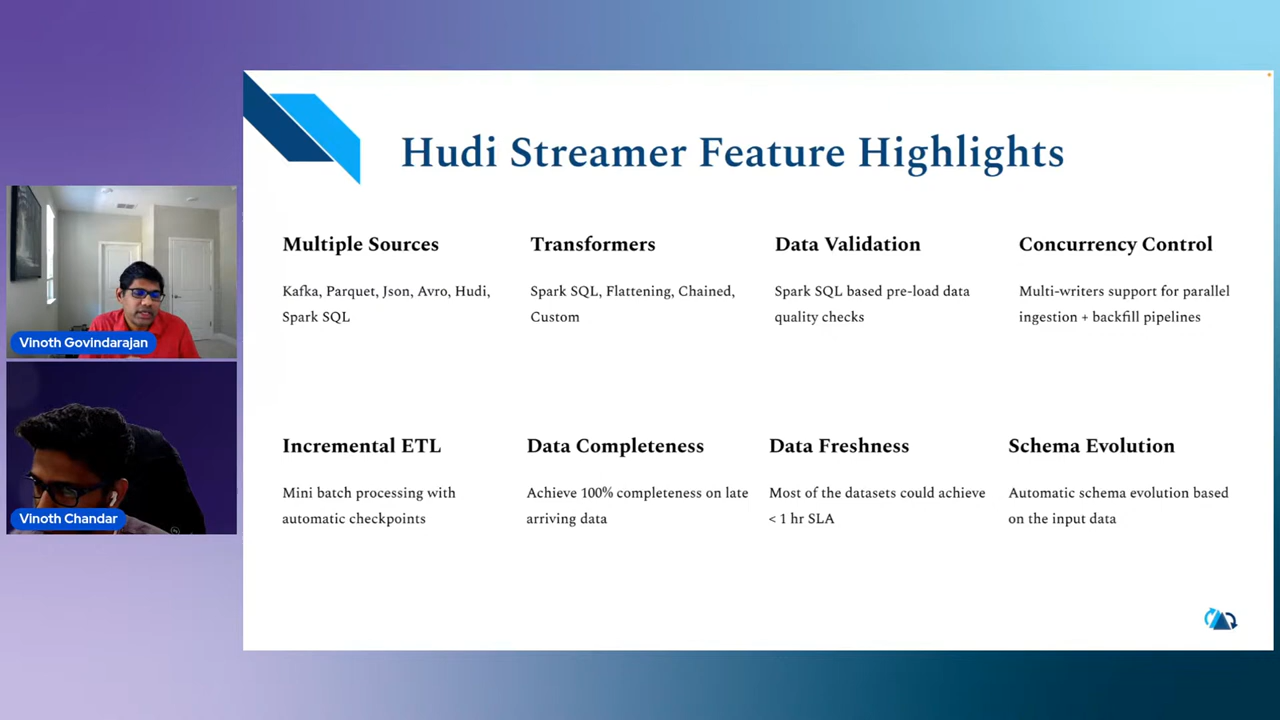 Hudi Streamer Feature Highlights
Multiple Sources
Kafka, Parquet, Json, Avro, Hudi,
Spark SQL
Transformers
Spark SQL, Flattening, Chained,
Custom
Data Validation
Spark SQL based pre-load data
quality checks
Concurrency Control
Multi-writers support for parallel
ingestion + backfill pipelines
Incremental ETL
Mini batch processing with
automatic checkpoints
Data Completeness
Achieve 100% completeness on late
arriving data
Data Freshness
Most of the datasets could achieve
< 1 hr SLA
Schema Evolution
Automatic schema evolution based
on the input data
Vinoth Govindarajan
Vinoth Chandar